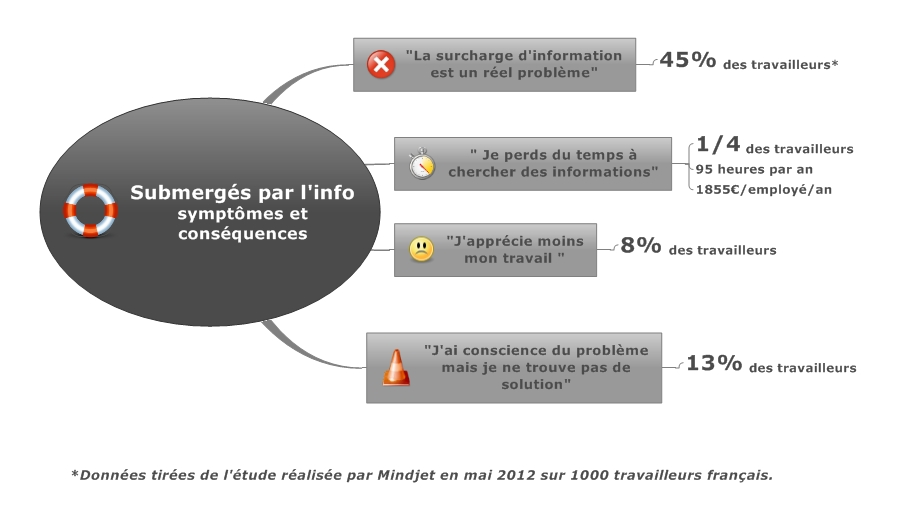 "La surcharge d'information
est un réel problème"
45% des travailleurs*
" Je perds du temps à
chercher des informations"
1/4 des travailleurs
95 heures par an
1855€/employé/an
Submergés par l'info
symptômes et
conséquences
"J'apprécie moins
mon travail "
8% des travailleurs
"J'ai conscience du problème
mais je ne trouve pas de
solution"
13% des travailleurs
*Données tirées de l'étude réalisée par Mindjet en mai 2012 sur 1000 travailleurs français.